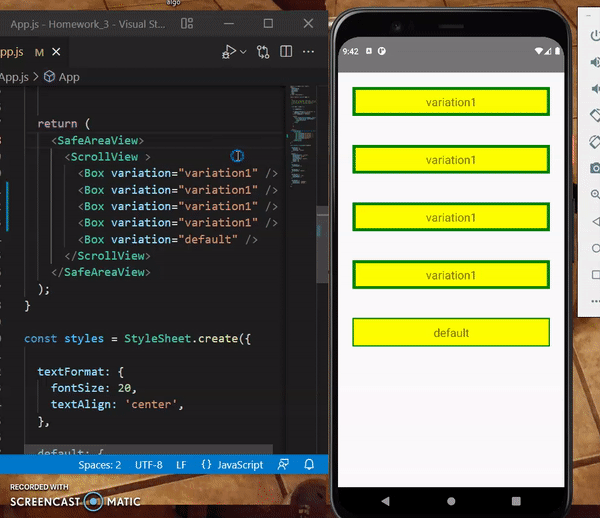 algo
App.js - Homework_3 - Visual St...
pp.js M
App.js > App
return (
<SafeAreaView>
<ScrollView >
<Box variation="variation1" />
<Box variation="variation1" />
<Box variation="variation1" />
<Box variation="variation1" />
<Box variation="default" />
</ScrollView>
</SafeAreaView>
);
}
const styles = StyleSheet.create({
textFormat: {
fontSize: 20,
textAlign: 'center',
},
default: {
Spaces: 2 UTF-8 LF {} JavaScript
RECORDED WITH
SCREENCAST MATIC
9:42
variation1
variation1
variation1
variation1
default